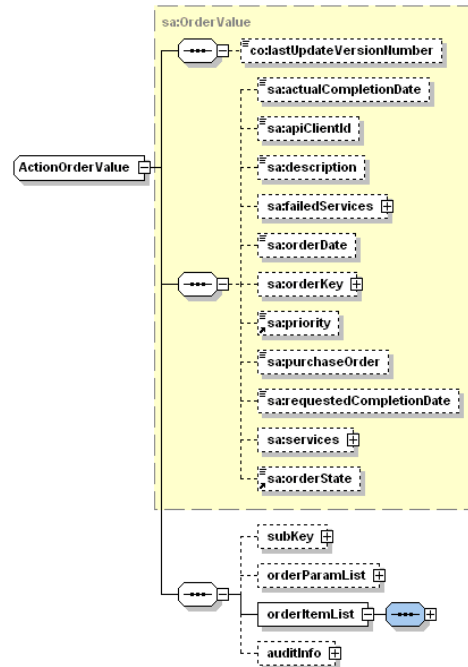 sa:OrderValue
co:lastUpdateVersionNumber
sa:actualCompletionDate
sa:apiClientId
ActionOrderValue
sa:description
sa:failedServices
sa:orderDate
sa:orderKey
sa:priority
sa:purchaseOrder
sa:requestedCompletionDate
sa:services
sa:orderState
subKey
orderParamList
orderItemList
auditInfo